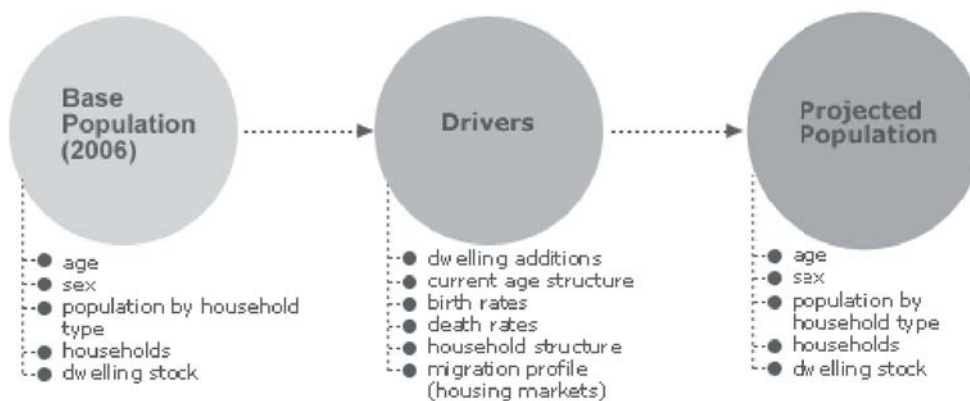 Base
Population
(2006)
age
sex
population by household
type
households
dwelling stock
Drivers
dwelling additions
current age structure
birth rates
death rates
household structure
migration profile
(housing markets)
Projected
Population
age
sex
population by
household type
households
dwelling stock